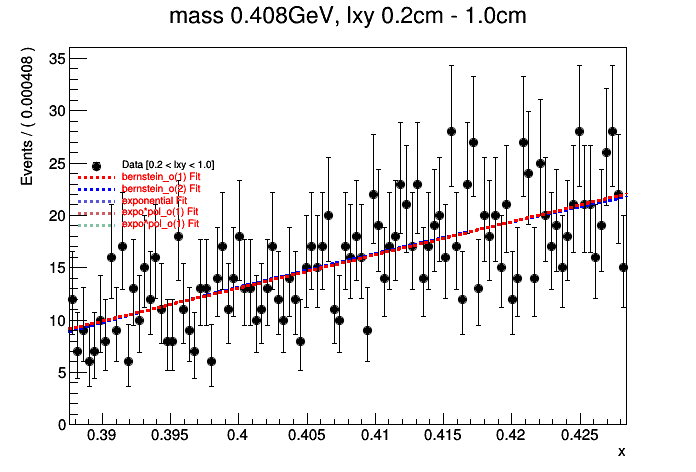 mass 0.408GeV, lxy 0.2cm - 1.0cm
Events / ( 0.000408 )
35
30
25
20
15
10
5
0
Data [0.2 < lxy < 1.0]
bernstein_o(1) Fit
bernstein_o(2) Fit
exponential Fit
expo*pol_o(1) Fit
expo*pol_o(1) Fit
0.39 0.395 0.4 0.405 0.41 0.415 0.42 0.425
x